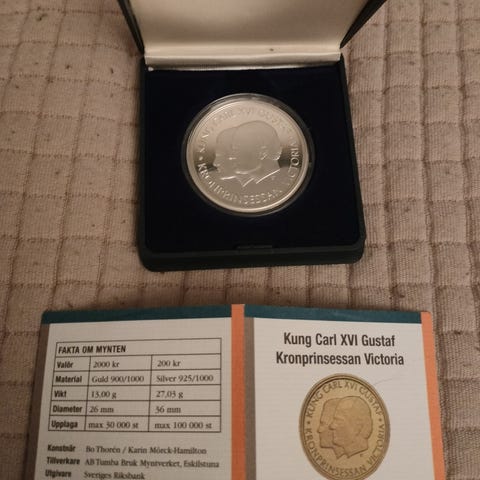 KUNG CARL XVI GUSTAF
KRONPRINSESSAN VICTORIA
FAKTA OM MYNTEN
Valör 2000 kr 200 kr
Material Guld 900/1000 Silver 925/1000
Vikt 13,00 g 27,03 g
Diameter 26 mm 36 mm
Upplaga max 30 000 st max 100 000 st
Konstnär Bo Thorén / Karin Mörck-Hamilton
Tillverkare AB Tumba Bruk Myntverket, Eskilstuna
Utgivare Sveriges Riksbank
Kung Carl XVI Gustaf
Kronprinsessan Victoria
KUNG CARL XVI GUSTAF
KRONPRINSESSAN VICTORIA